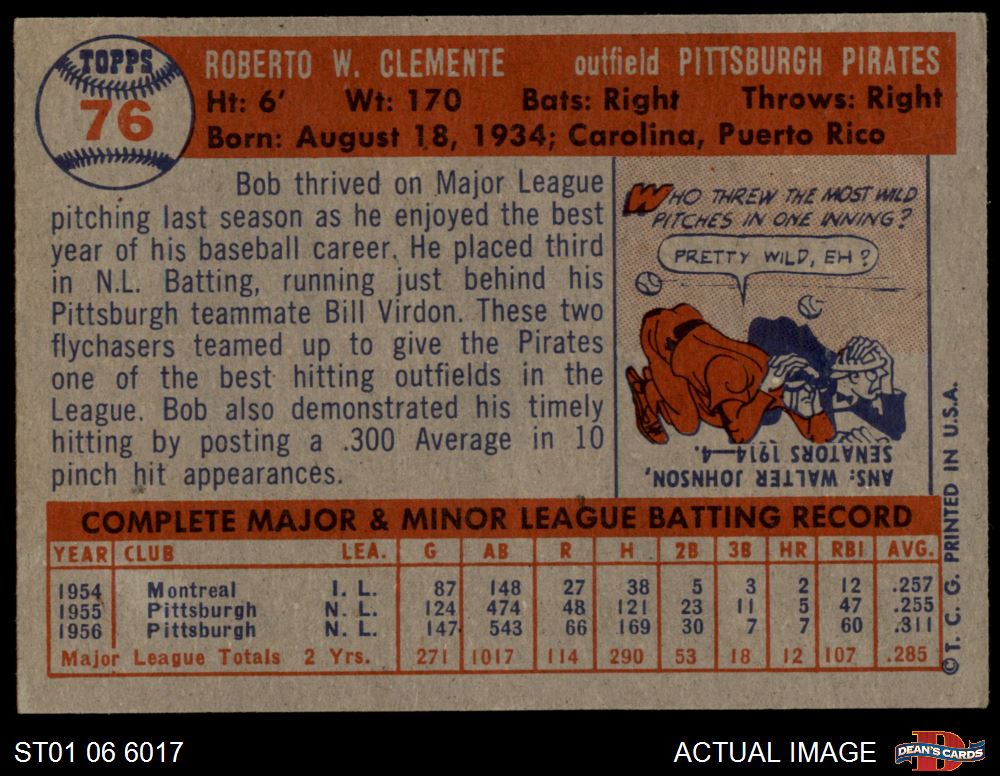 TOPPS
76
ROBERTO W. CLEMENTE outfield PITTSBURGH PIRATES
Ht: 6' Wt: 170 Bats: Right Throws: Right
Born: August 18, 1934; Carolina, Puerto Rico
Bob thrived on Major League
pitching last season as he enjoyed the best
year of his baseball career. He placed third
in N.L. Batting, running just behind his
Pittsburgh teammate Bill Virdon. These two
flychasers teamed up to give the Pirates
one of the best hitting outfields in the
League. Bob also demonstrated his timely
hitting by posting a .300 Average in 10
pinch hit appearances.
WHO THREW THE MOST WILD
PITCHES IN ONE INNING?
PRETTY WILD, EH?
ANS: WALTER JOHNSON,
SENATORS 1914—4.
COMPLETE MAJOR & MINOR LEAGUE BATTING RECORD
YEAR CLUB LEA. G AB R H 2B 3B HR RBI AVG.
1954 Montreal I. L. 87 148 27 38 5 3 2 12 .257
1955 Pittsburgh N. L. 124 474 48 121 23 11 5 47 .255
1956 Pittsburgh N. L. 147 543 66 169 30 7 7 60 .311
Major League Totals 2 Yrs. 271 1017 114 290 53 18 12 107 .285
© T. C. G. PRINTED IN U.S.A.
ST01 06 6017
ACTUAL IMAGE
DEAN'S CARDS